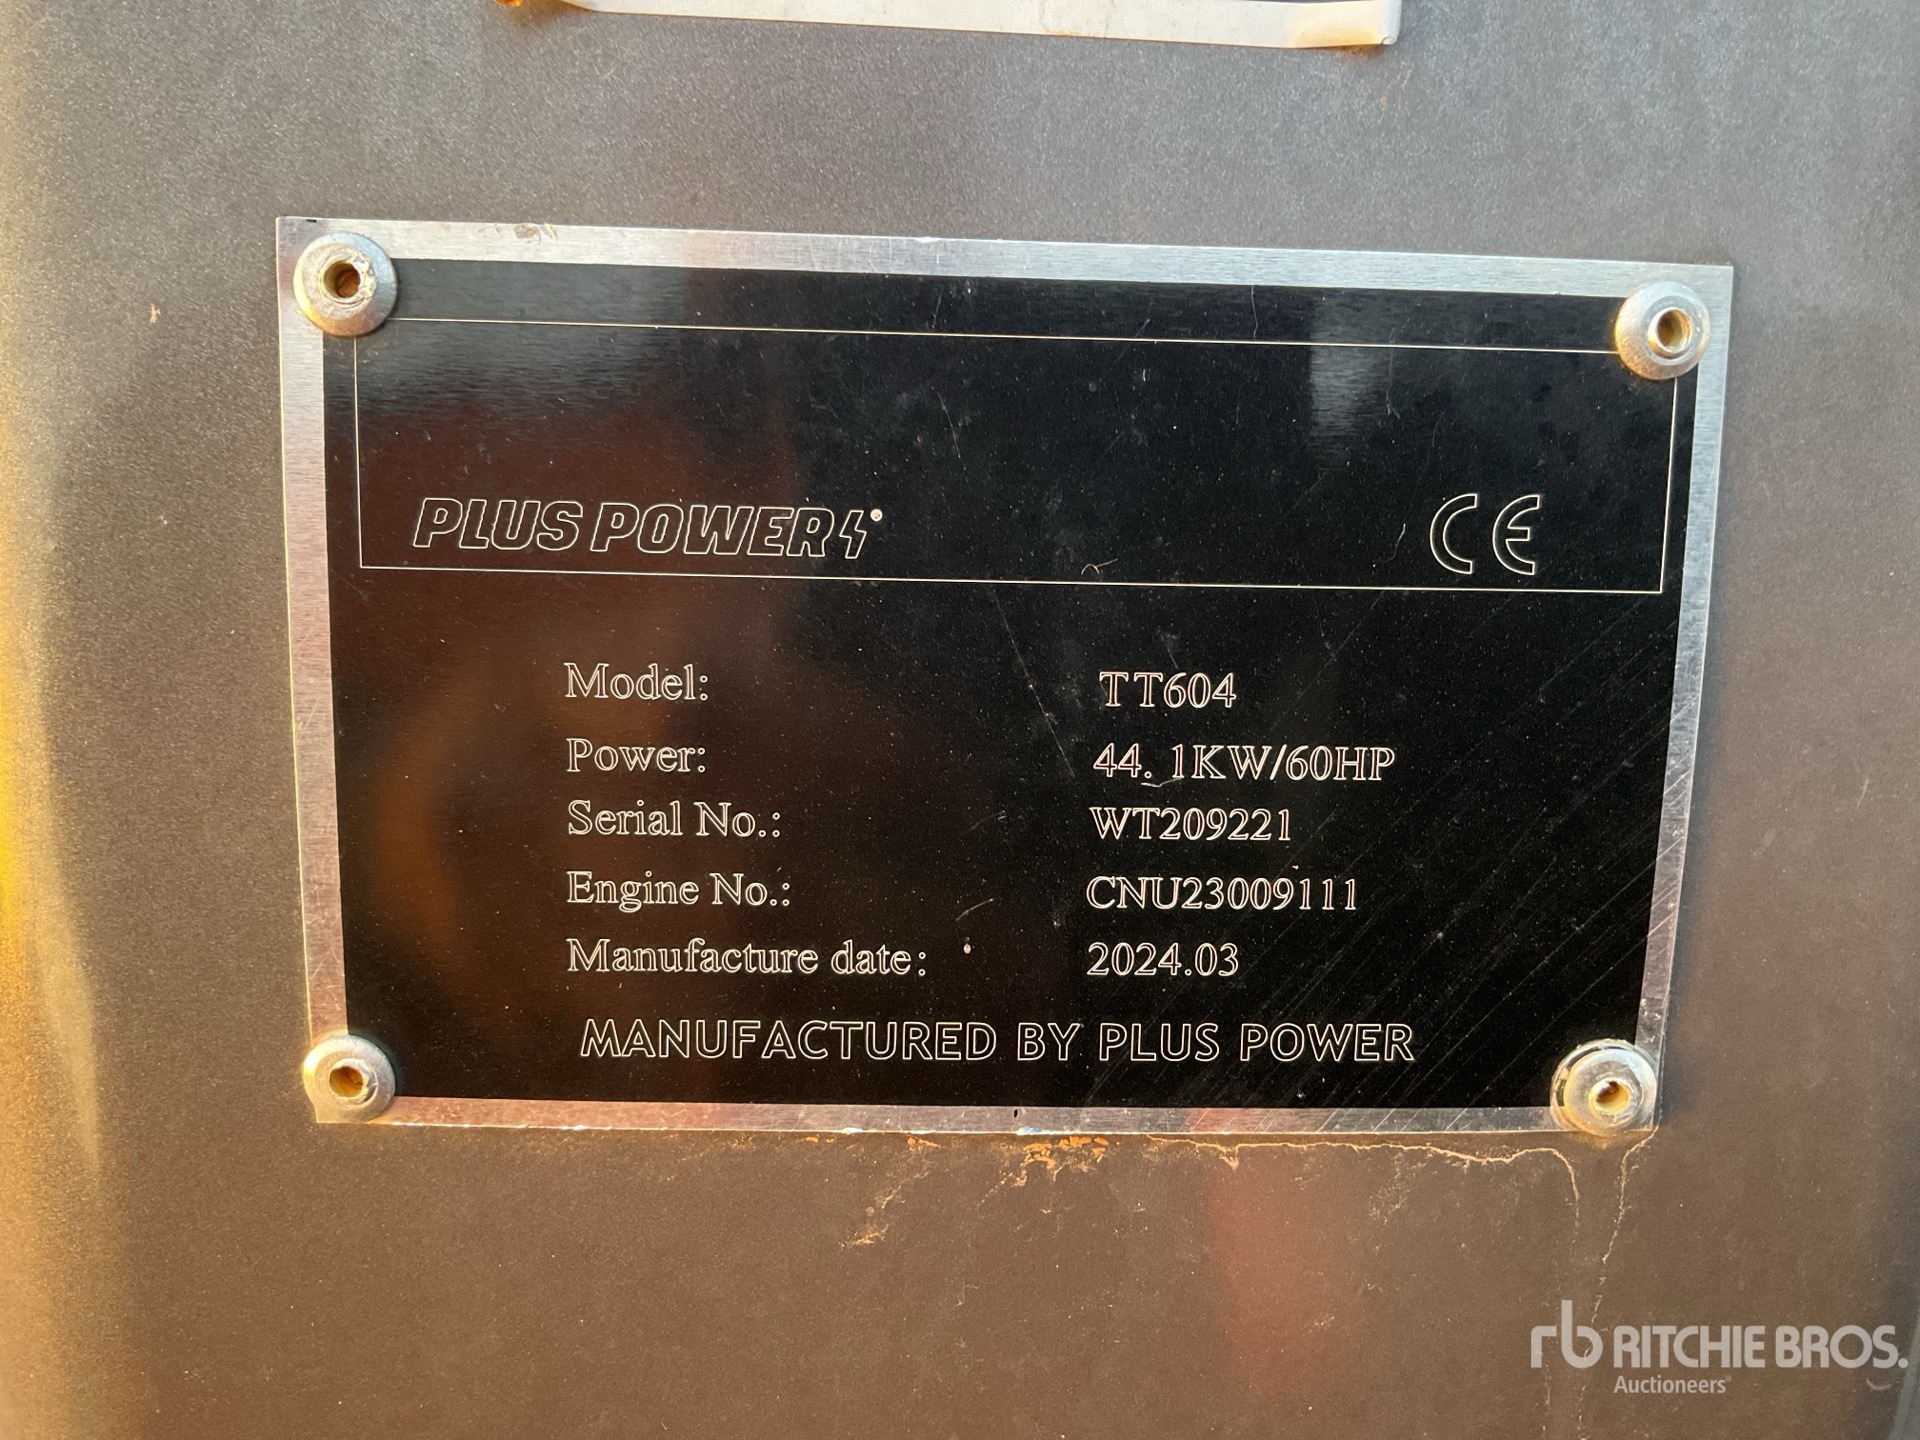 PLUS POWER CE
Model: TT604
Power: 44. 1KW/60HP
Serial No.: WT209221
Engine No.: CNU23009111
Manufacture date: 2024.03
MANUFACTURED BY PLUS POWER
rb RITCHIE BROS.
Auctioneers